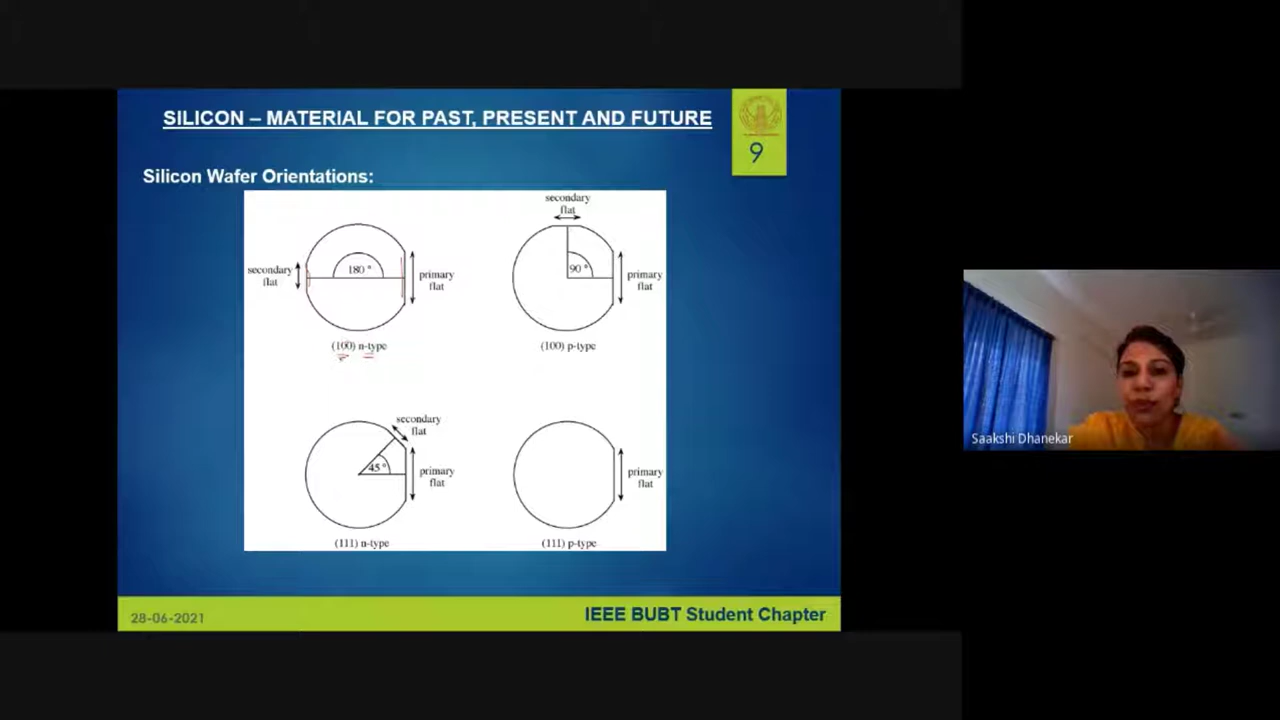 SILICON – MATERIAL FOR PAST, PRESENT AND FUTURE
9
Silicon Wafer Orientations:
secondary
flat
180°
primary
flat
(100) n-type
secondary
flat
90°
primary
flat
(100) p-type
secondary
flat
45°
primary
flat
(111) n-type
primary
flat
(111) p-type
28-06-2021
IEEE BUBT Student Chapter
Saakshi Dhanekar